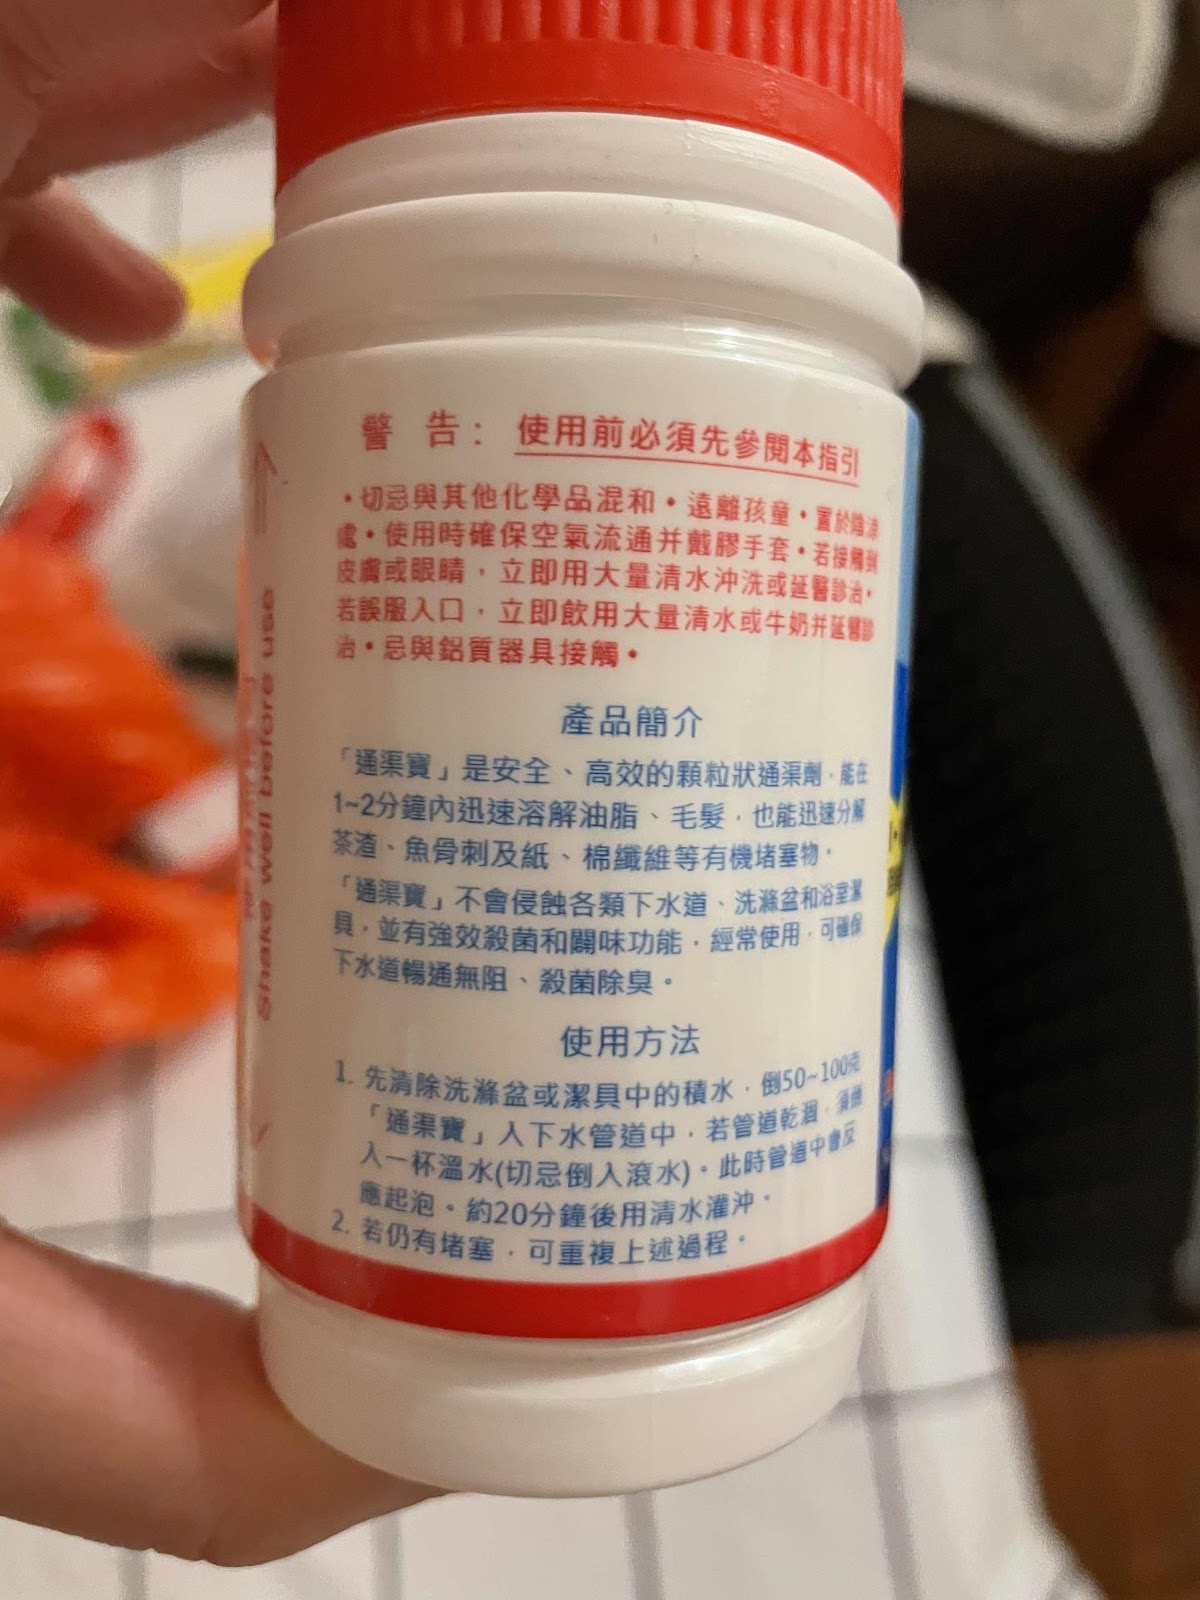 警 告： 使用前必須先參閱本指引
・切忌與其他化學品混和・遠離孩童・置於陰涼
處・使用時確保空氣流通并戴膠手套・若接觸到
皮膚或眼睛，立即用大量清水沖洗或延醫診治・
若誤服入口，立即飲用大量清水或牛奶并延醫診
治・忌與鋁質器具接觸・
產品簡介
「通渠寶」是安全、高效的顆粒狀通渠劑，能在
1~2分鐘內迅速溶解油脂、毛髮，也能迅速分解
茶渣、魚骨刺及紙、棉纖維等有機堵塞物。
「通渠寶」不會侵蝕各類下水道、洗滌盆和浴室潔
具，並有強效殺菌和闢味功能，經常使用，可確保
下水道暢通無阻、殺菌除臭。
使用方法
1. 先清除洗滌盆或潔具中的積水，倒50~100克
「通渠寶」入下水管道中，若管道乾涸，須倒
入一杯溫水(切忌倒入滾水)。此時管道中會反
應起泡。約20分鐘後用清水灌沖。
2. 若仍有堵塞，可重複上述過程。
Shake well before use